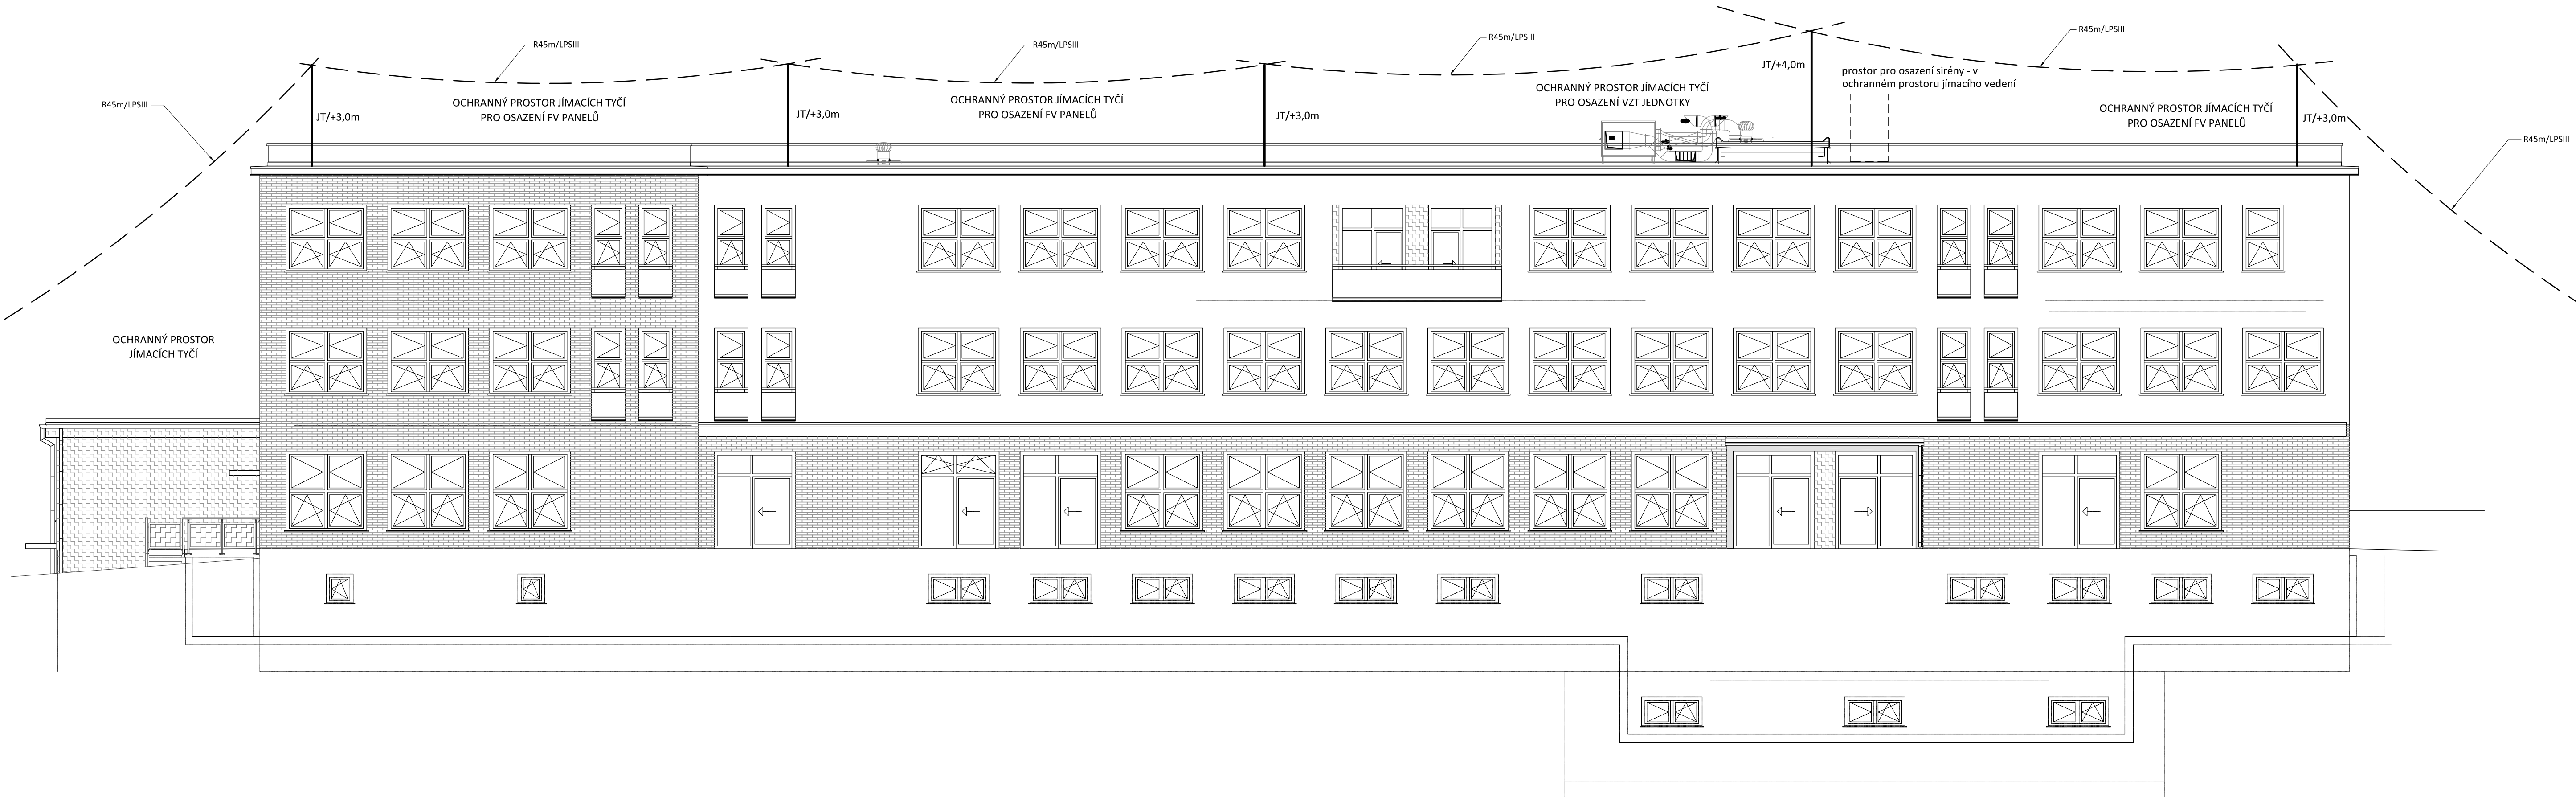 R45m/LPSIII
JT/+3,0m
OCHRANNÝ PROSTOR JÍMACÍCH TYČÍ
PRO OSAZENÍ FV PANELŮ
R45m/LPSIII
JT/+3,0m
OCHRANNÝ PROSTOR JÍMACÍCH TYČÍ
PRO OSAZENÍ FV PANELŮ
R45m/LPSIII
JT/+3,0m
OCHRANNÝ PROSTOR JÍMACÍCH TYČÍ
PRO OSAZENÍ VZT JEDNOTKY
R45m/LPSIII
JT/+4,0m
prostor pro osazení sirény - v
ochranném prostoru jímacího vedení
R45m/LPSIII
OCHRANNÝ PROSTOR JÍMACÍCH TYČÍ
PRO OSAZENÍ FV PANELŮ
JT/+3,0m
R45m/LPSIII
OCHRANNÝ PROSTOR
JÍMACÍCH TYČÍ